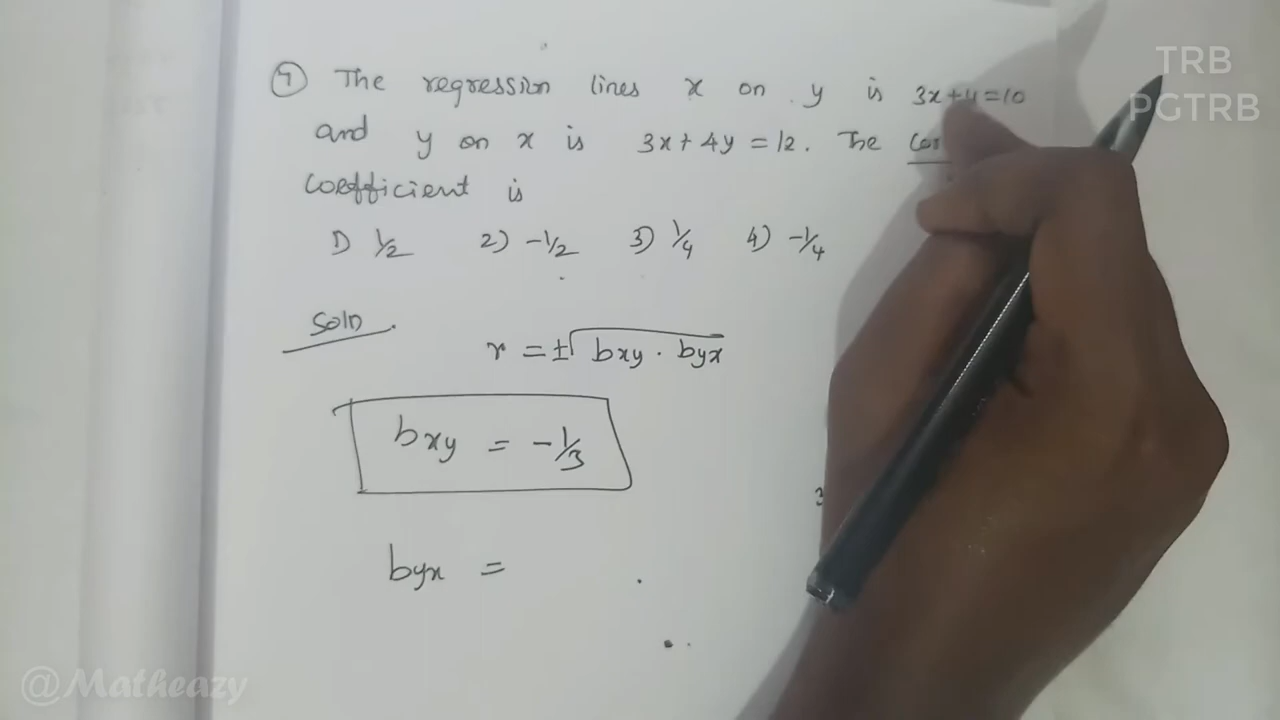 TRB
PGTRB
7 The regression lines x on y is 3x+y=10
and y on x is 3x+4y=12. The
Coefficient is
1) 1/2 2) -1/2 3) 1/4 4) -1/4
Soln.
r = ±√bxy · byx
bxy = -1/3
3
byx =
@Matheazy